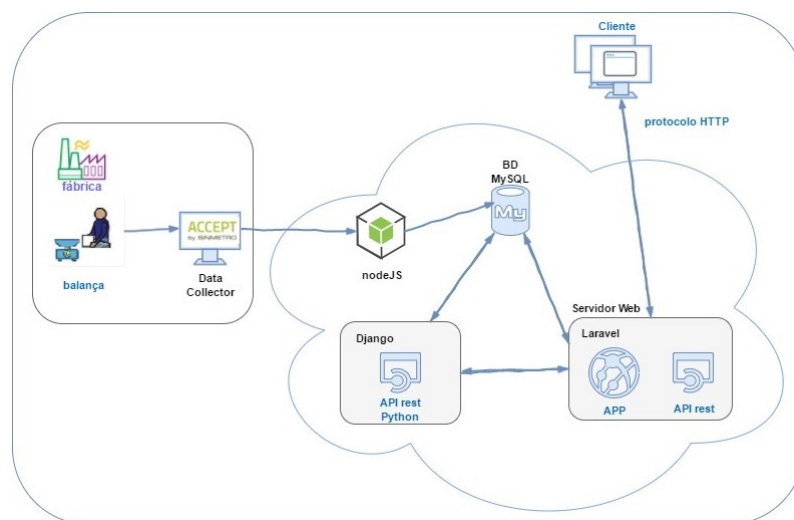 Cliente
protocolo HTTP
fábrica
balança
ACCEPT
by SINMETRO
Data
Collector
nodeJS
BD
MySQL
My
Servidor Web
Django
API rest
Python
Laravel
APP
API rest